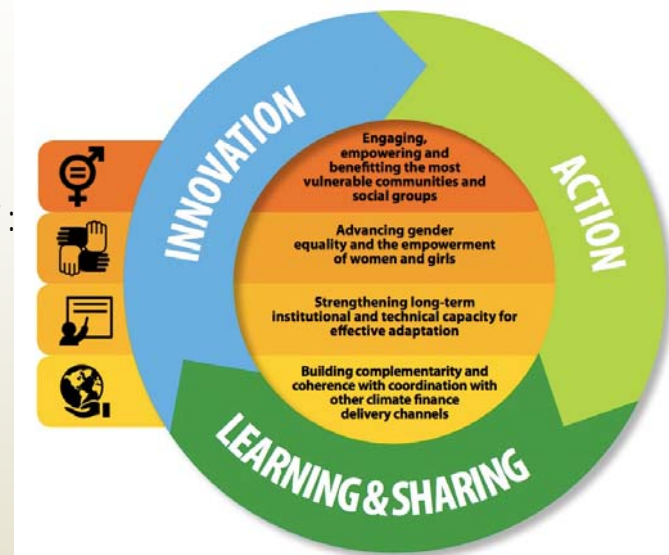 :
INNOVATION
ACTION
Engaging,
empowering and
benefitting the most
vulnerable communities and
social groups
Advancing gender
equality and the empowerment
of women and girls
Strengthening long-term
institutional and technical capacity for
effective adaptation
Building complementarity and
coherence with coordination with
other climate finance
delivery channels
LEARNING & SHARING